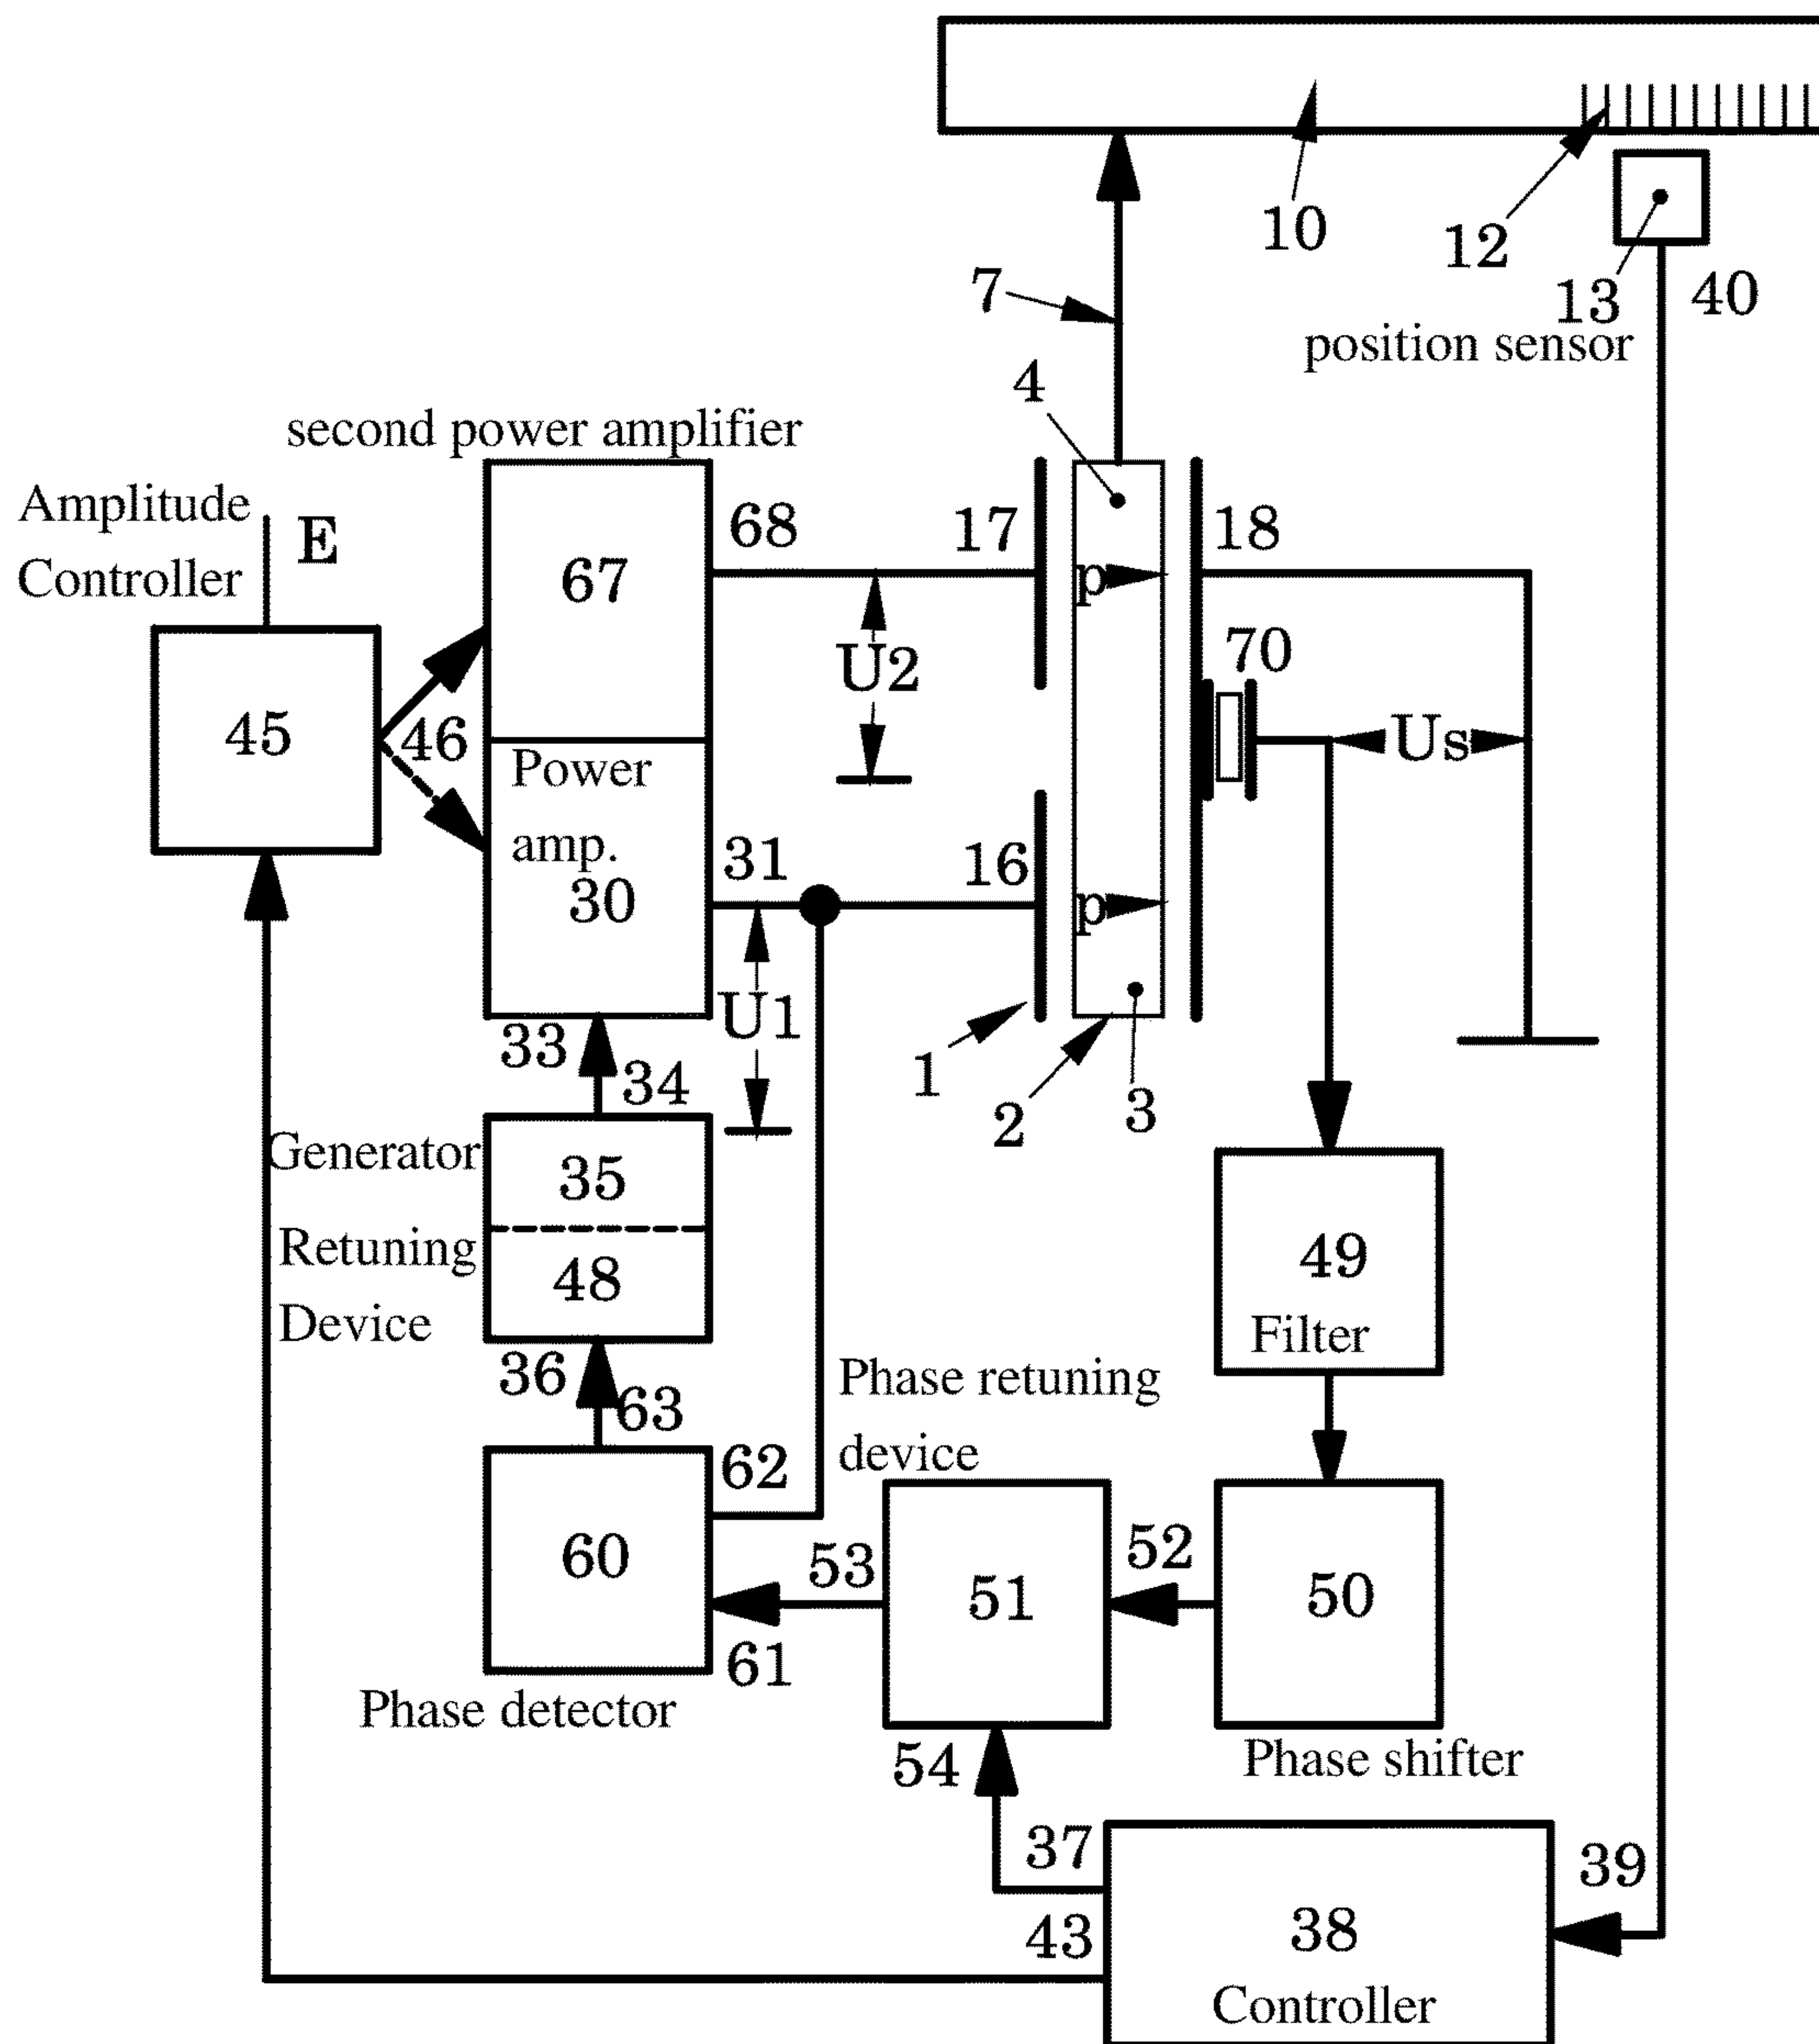 10
12
13
40
position sensor
7
4
second power amplifier
Amplitude
Controller
E
67
68
17
p
18
U2
70
45
46
Us
Power
amp.
30
31
16
p
U1
33
34
1
2
3
Generator
35
Retuning
48
Device
49
Filter
36
63
Phase retuning
device
62
60
53
61
51
52
50
Phase detector
Phase shifter
54
37
39
43
38
Controller